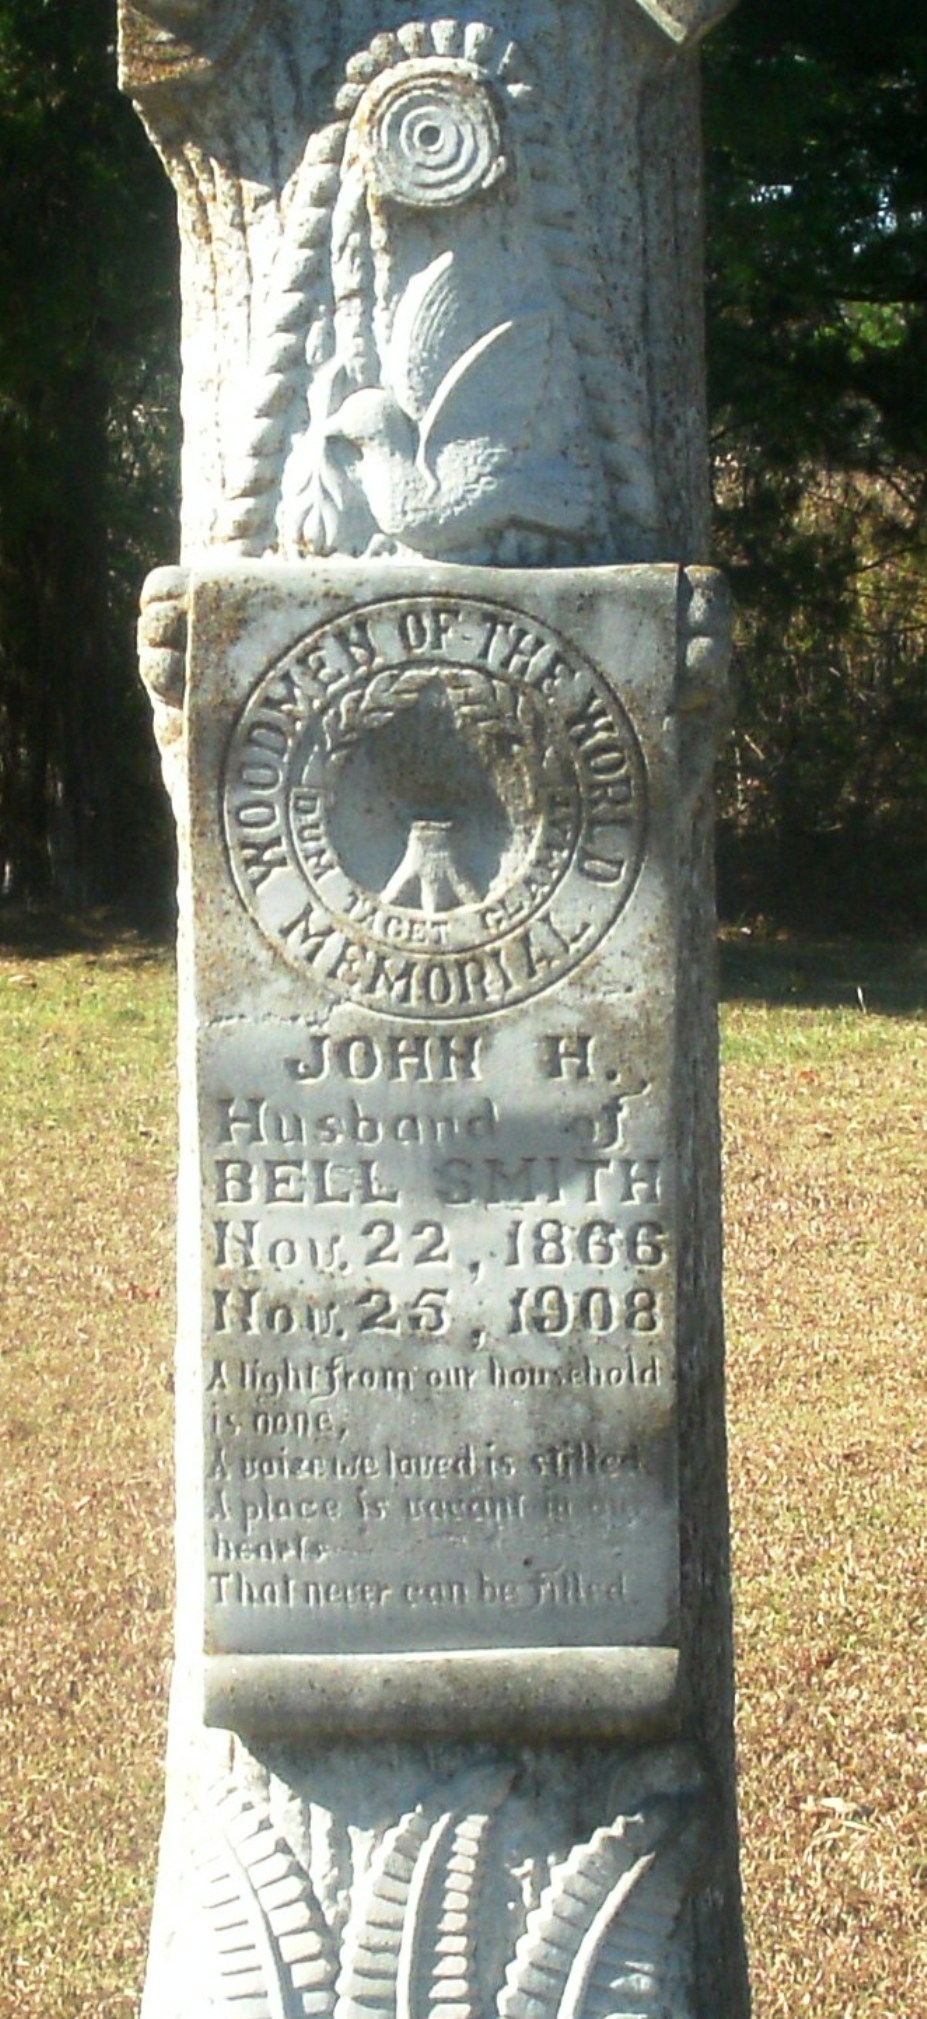 WOODMEN OF THE WORLD
DUM TACET CLAMAT
MEMORIAL
JOHN H.
Husband of
BELL SMITH
Nov. 22, 1866
Nov. 25, 1908
A light from our household
is gone,
A voice we loved is stilled
A place is vacant in our
hearts
That never can be filled.